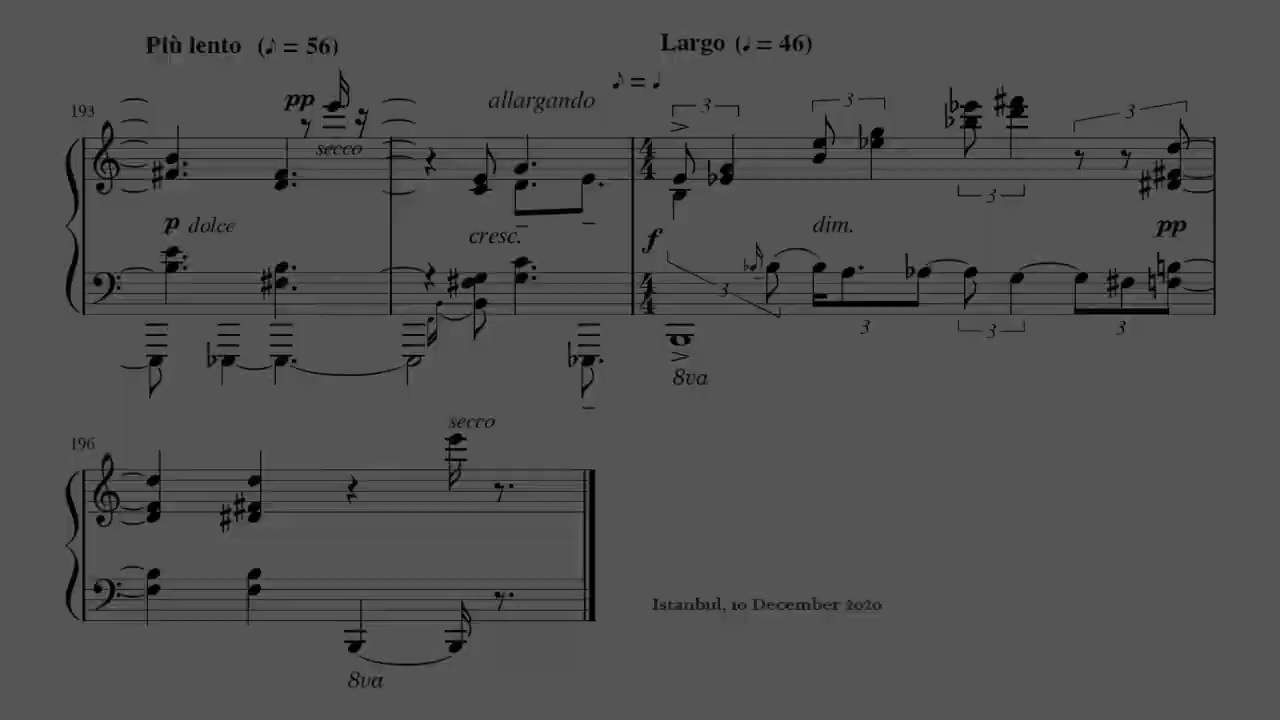 Più lento (♪ = 56)
Largo (♩ = 46)
♪ = ♩
193
pp
allargando
3
3
3
secco
p dolce
cresc.
f
dim.
3
pp
3
3
3
3
8va
196
secco
Istanbul, 10 December 2020
8va